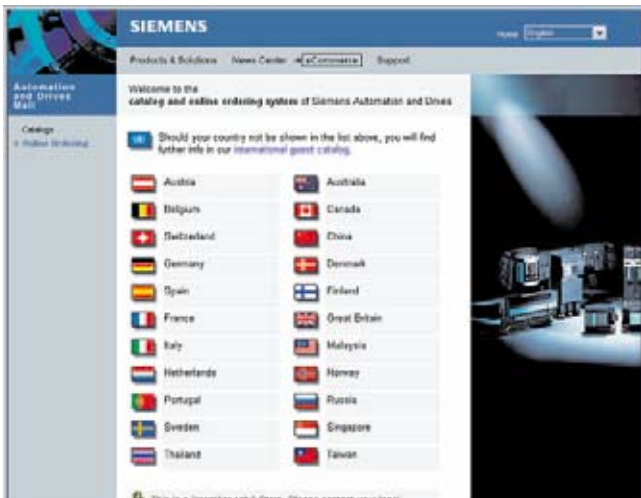 SIEMENS
Home English
Products & Solutions News Center eCommerce Support
Automation
and Drives
Mall
Catalogs
Online Ordering
Welcome to the
catalog and online ordering system of Siemens Automation and Drives
Should your country not be shown in the list above, you will find
further info in our international guest catalog.
Austria Australia
Belgium Canada
Switzerland China
Germany Denmark
Spain Finland
France Great Britain
Italy Malaysia
Netherlands Norway
Portugal Russia
Sweden Singapore
Thailand Taiwan